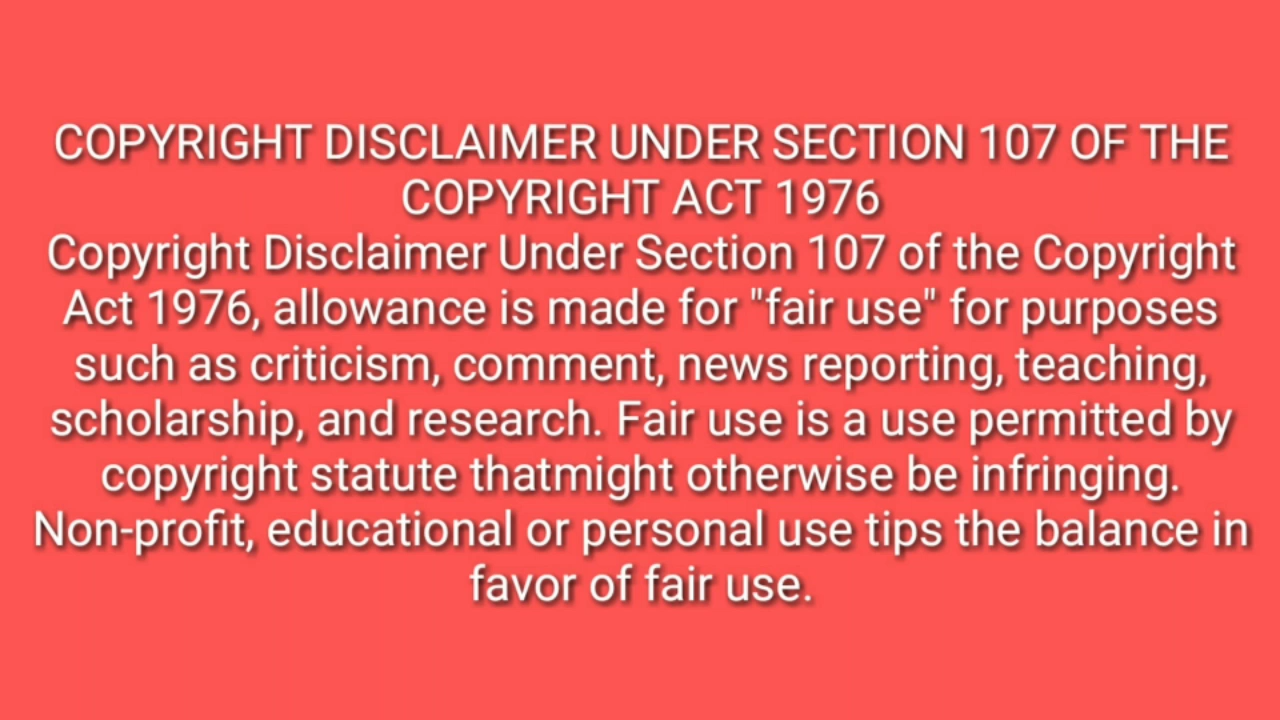 COPYRIGHT DISCLAIMER UNDER SECTION 107 OF THE
COPYRIGHT ACT 1976
Copyright Disclaimer Under Section 107 of the Copyright
Act 1976, allowance is made for "fair use" for purposes
such as criticism, comment, news reporting, teaching,
scholarship, and research. Fair use is a use permitted by
copyright statute thatmight otherwise be infringing.
Non-profit, educational or personal use tips the balance in
favor of fair use.